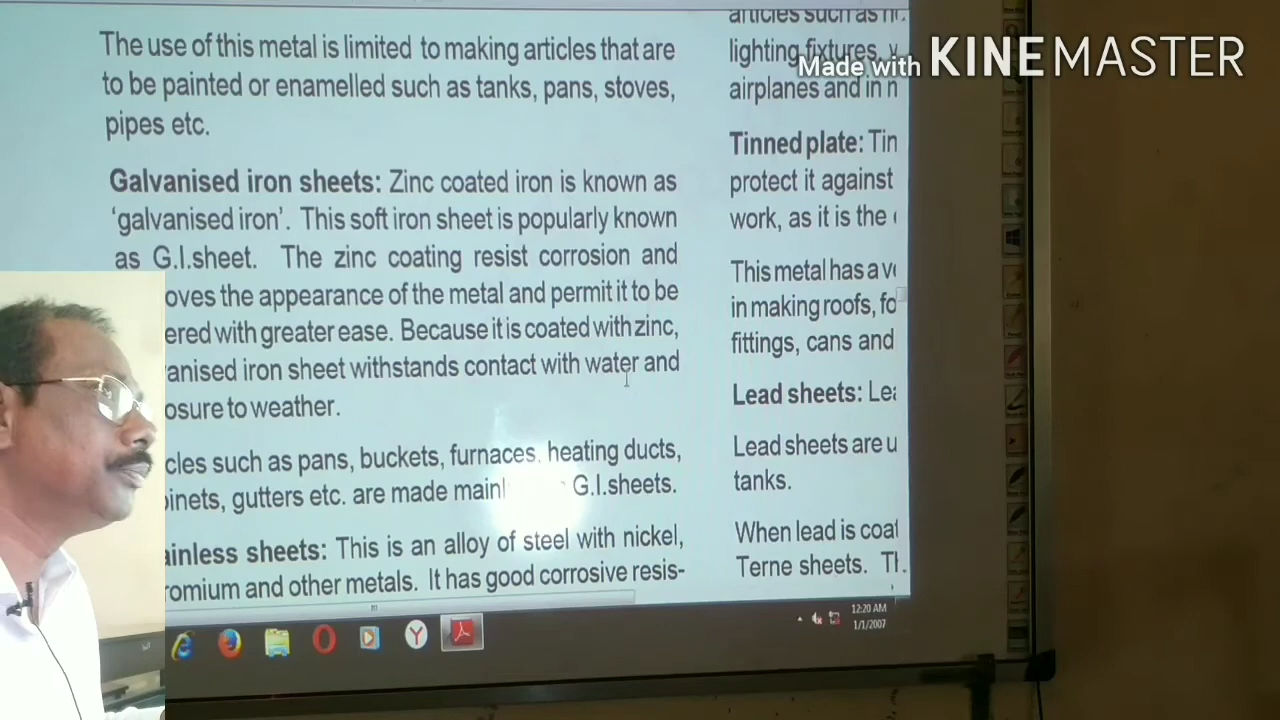 The use of this metal is limited to making articles that are
to be painted or enamelled such as tanks, pans, stoves,
pipes etc.
Galvanised iron sheets: Zinc coated iron is known as
‘galvanised iron’. This soft iron sheet is popularly known
as G.I.sheet. The zinc coating resist corrosion and
oves the appearance of the metal and permit it to be
ered with greater ease. Because it is coated with zinc,
anised iron sheet withstands contact with water and
osure to weather.
cles such as pans, buckets, furnaces, heating ducts,
inets, gutters etc. are made mainl G.I.sheets.
ainless sheets: This is an alloy of steel with nickel,
romium and other metals. It has good corrosive resis-
articles such as
lighting fixtures,
airplanes and in
Tinned plate: Tin
protect it against
work, as it is the
This metal has a
in making roofs, fo
fittings, cans and
Lead sheets: Lea
Lead sheets are u
tanks.
When lead is coat
Terne sheets. Th
Made with KINEMASTER
12:20 AM
1/1/2007